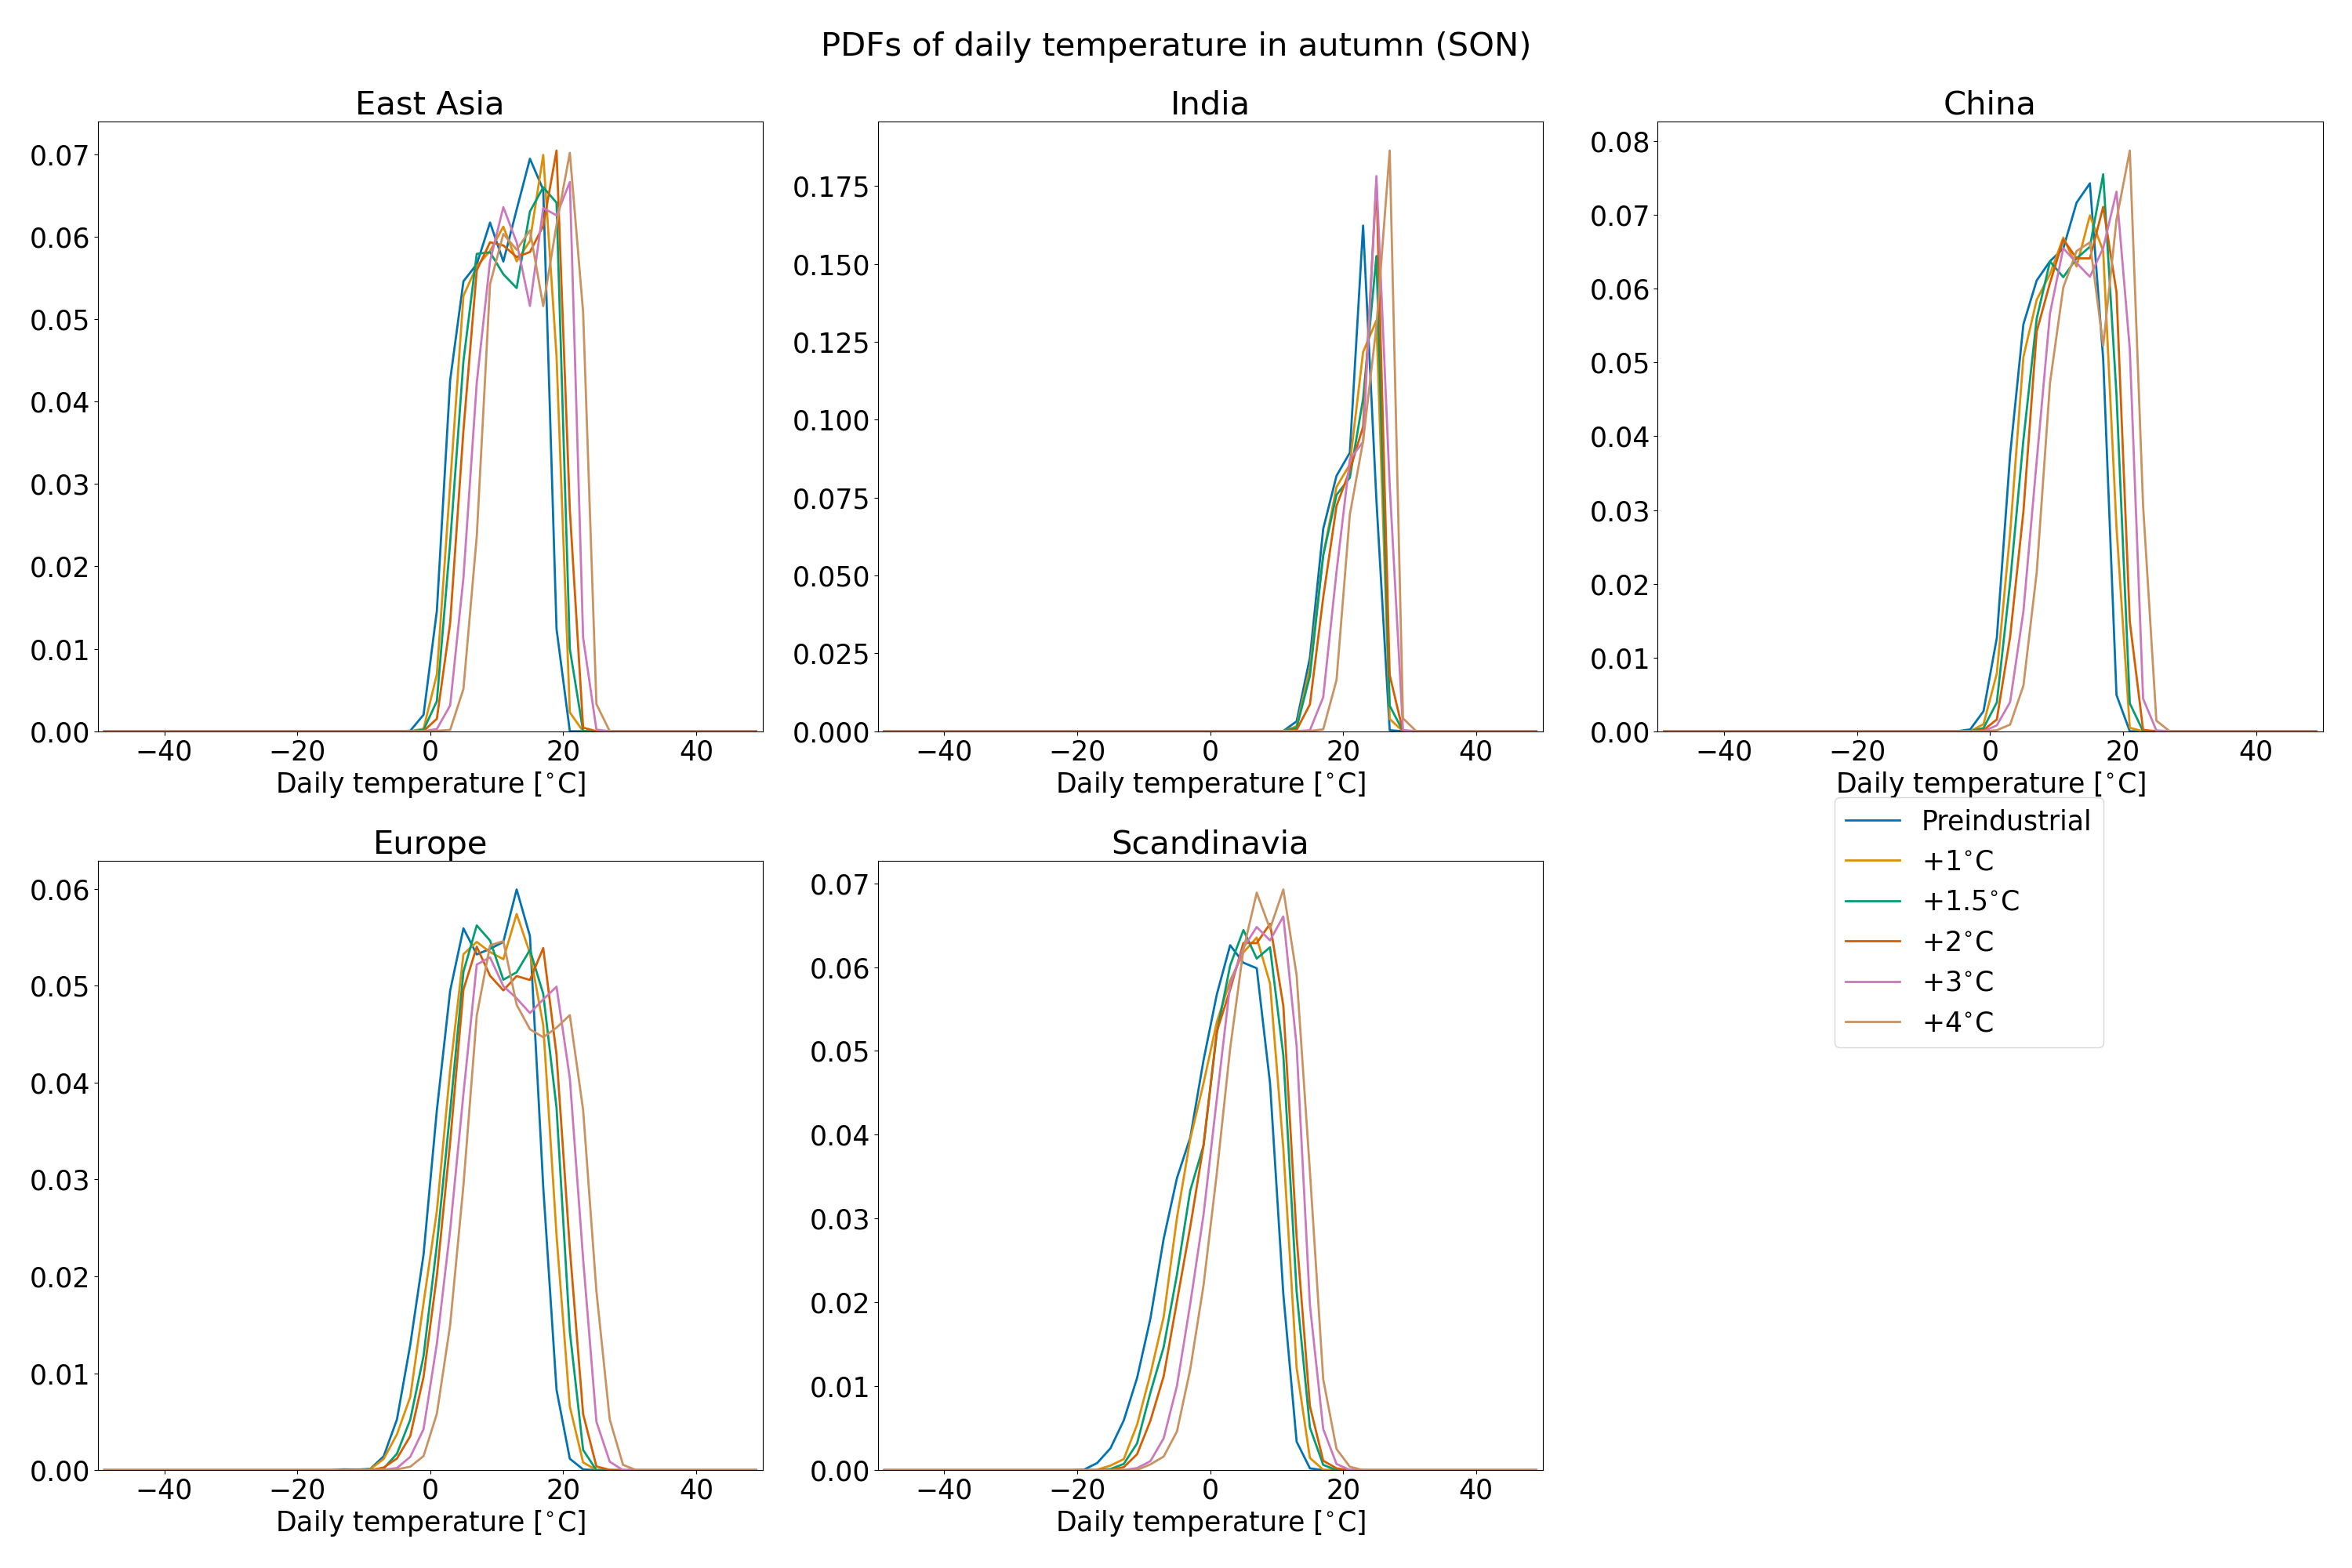 PDFs of daily temperature in autumn (SON)
East Asia
0.07
0.06
0.05
0.04
0.03
0.02
0.01
0.00
−40 −20 0 20 40
Daily temperature [°C]
India
0.175
0.150
0.125
0.100
0.075
0.050
0.025
0.000
−40 −20 0 20 40
Daily temperature [°C]
China
0.08
0.07
0.06
0.05
0.04
0.03
0.02
0.01
0.00
−40 −20 0 20 40
Daily temperature [°C]
Preindustrial
+1°C
+1.5°C
+2°C
+3°C
+4°C
Europe
0.06
0.05
0.04
0.03
0.02
0.01
0.00
−40 −20 0 20 40
Daily temperature [°C]
Scandinavia
0.07
0.06
0.05
0.04
0.03
0.02
0.01
0.00
−40 −20 0 20 40
Daily temperature [°C]